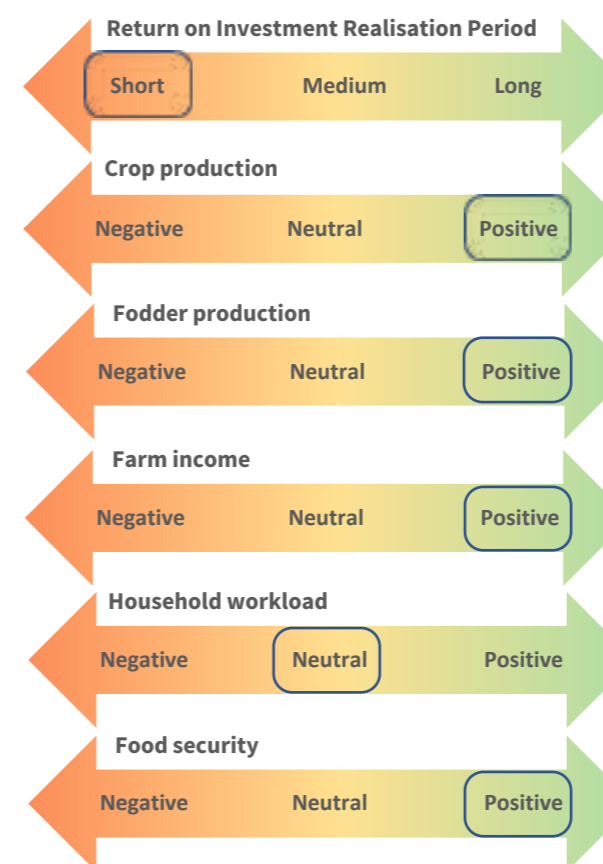 Return on Investment Realisation Period
Short Medium Long
Crop production
Negative Neutral Positive
Fodder production
Negative Neutral Positive
Farm income
Negative Neutral Positive
Household workload
Negative Neutral Positive
Food security
Negative Neutral Positive